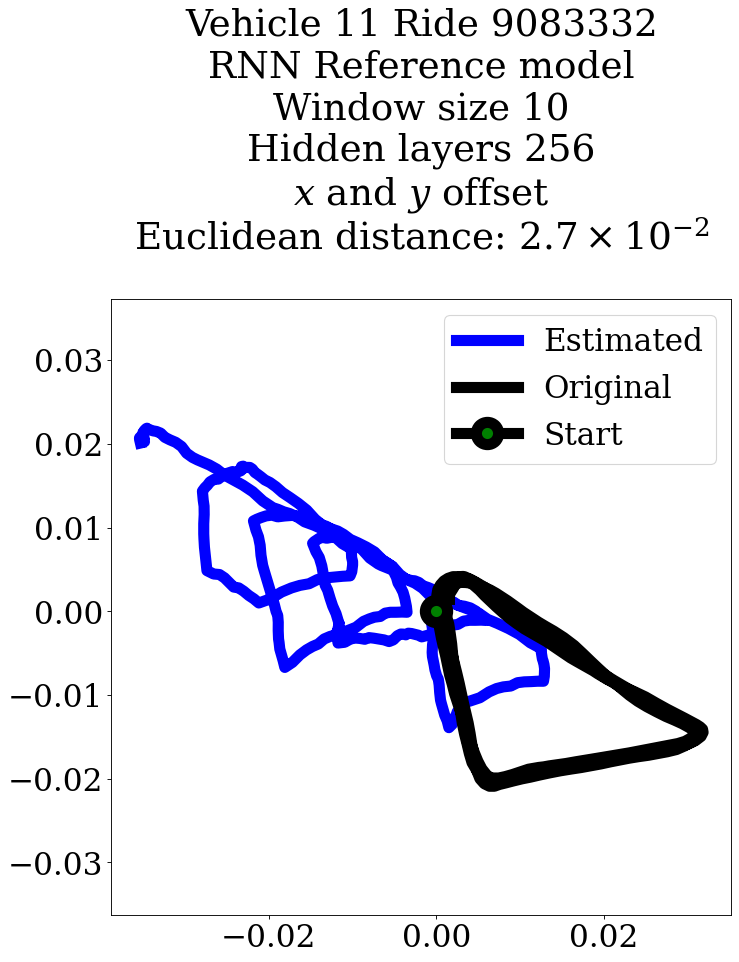 Vehicle 11 Ride 9083332
RNN Reference model
Window size 10
Hidden layers 256
x and y offset
Euclidean distance: 2.7 × 10⁻²
Estimated
Original
Start
0.03
0.02
0.01
0.00
−0.01
−0.02
−0.03
−0.02 0.00 0.02